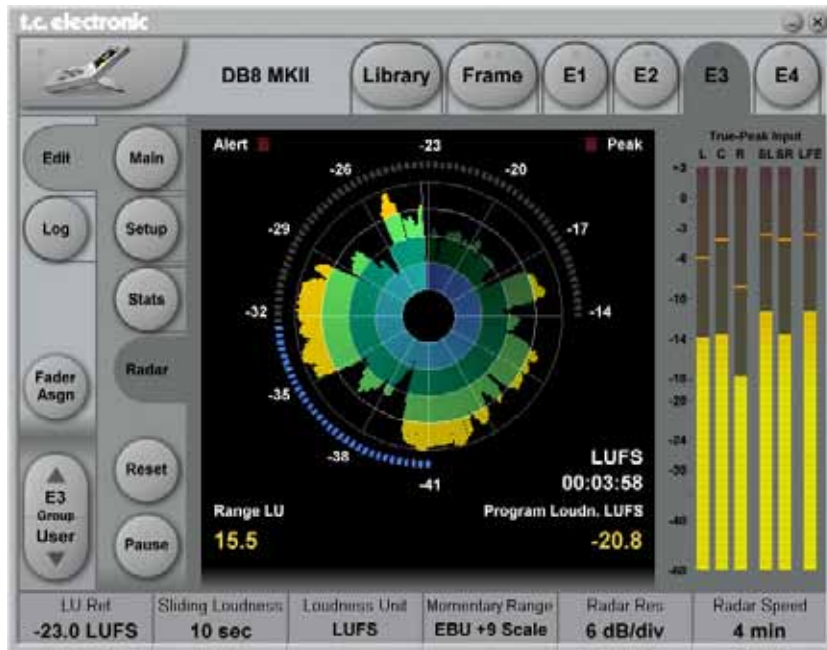 t.c. electronic
DB8 MKII
Library
Frame
E1
E2
E3
E4
Edit
Log
Fader
Asgn
E3
Group
User
Main
Setup
Stats
Radar
Reset
Pause
Alert
Peak
-23
-26
-20
-29
-17
-32
-14
-35
-38
-41
LUFS
00:03:58
Range LU
Program Loudn. LUFS
15.5
-20.8
True-Peak Input
L C R SL SR LFE
+3
0
-3
-6
-10
-14
-18
-20
-24
-30
-40
-60
LU Ref
Sliding Loudness
Loudness Unit
Momentary Range
Radar Res
Radar Speed
-23.0 LUFS
10 sec
LUFS
EBU +9 Scale
6 dB/div
4 min